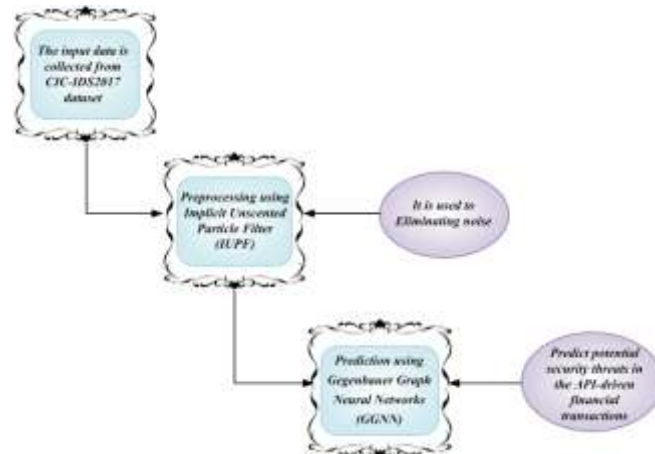 The input data is
collected from
CIC-IDS2017
dataset
Preprocessing using
Implicit Unscented
Particle Filter
(IUPF)
It is used to
Eliminating noise
Prediction using
Gegenbauer Graph
Neural Networks
(GGNN)
Predict potential
security threats in
the API-driven
financial
transactions